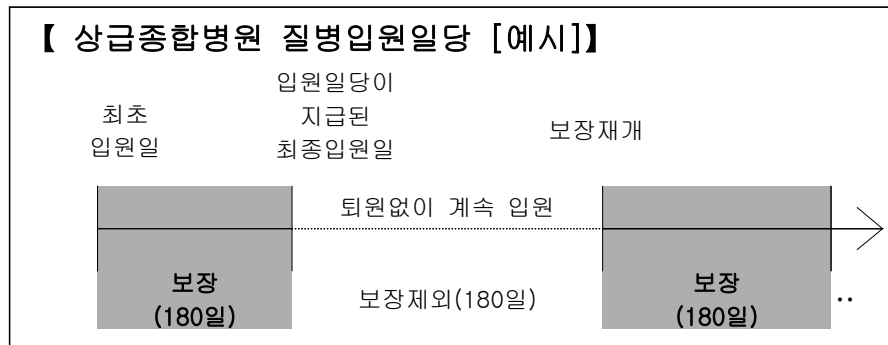 【 상급종합병원 질병입원일당 [예시]】
최초
입원일
입원일당이
지급된
최종입원일
보장재개
퇴원없이 계속 입원
보장
(180일)
보장제외(180일)
보장
(180일)
··